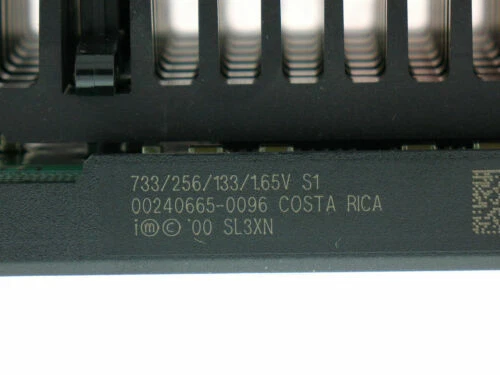 733/256/133/1.65V S1
00240665-0096 COSTA RICA
i ⓜ © '00 SL3XN